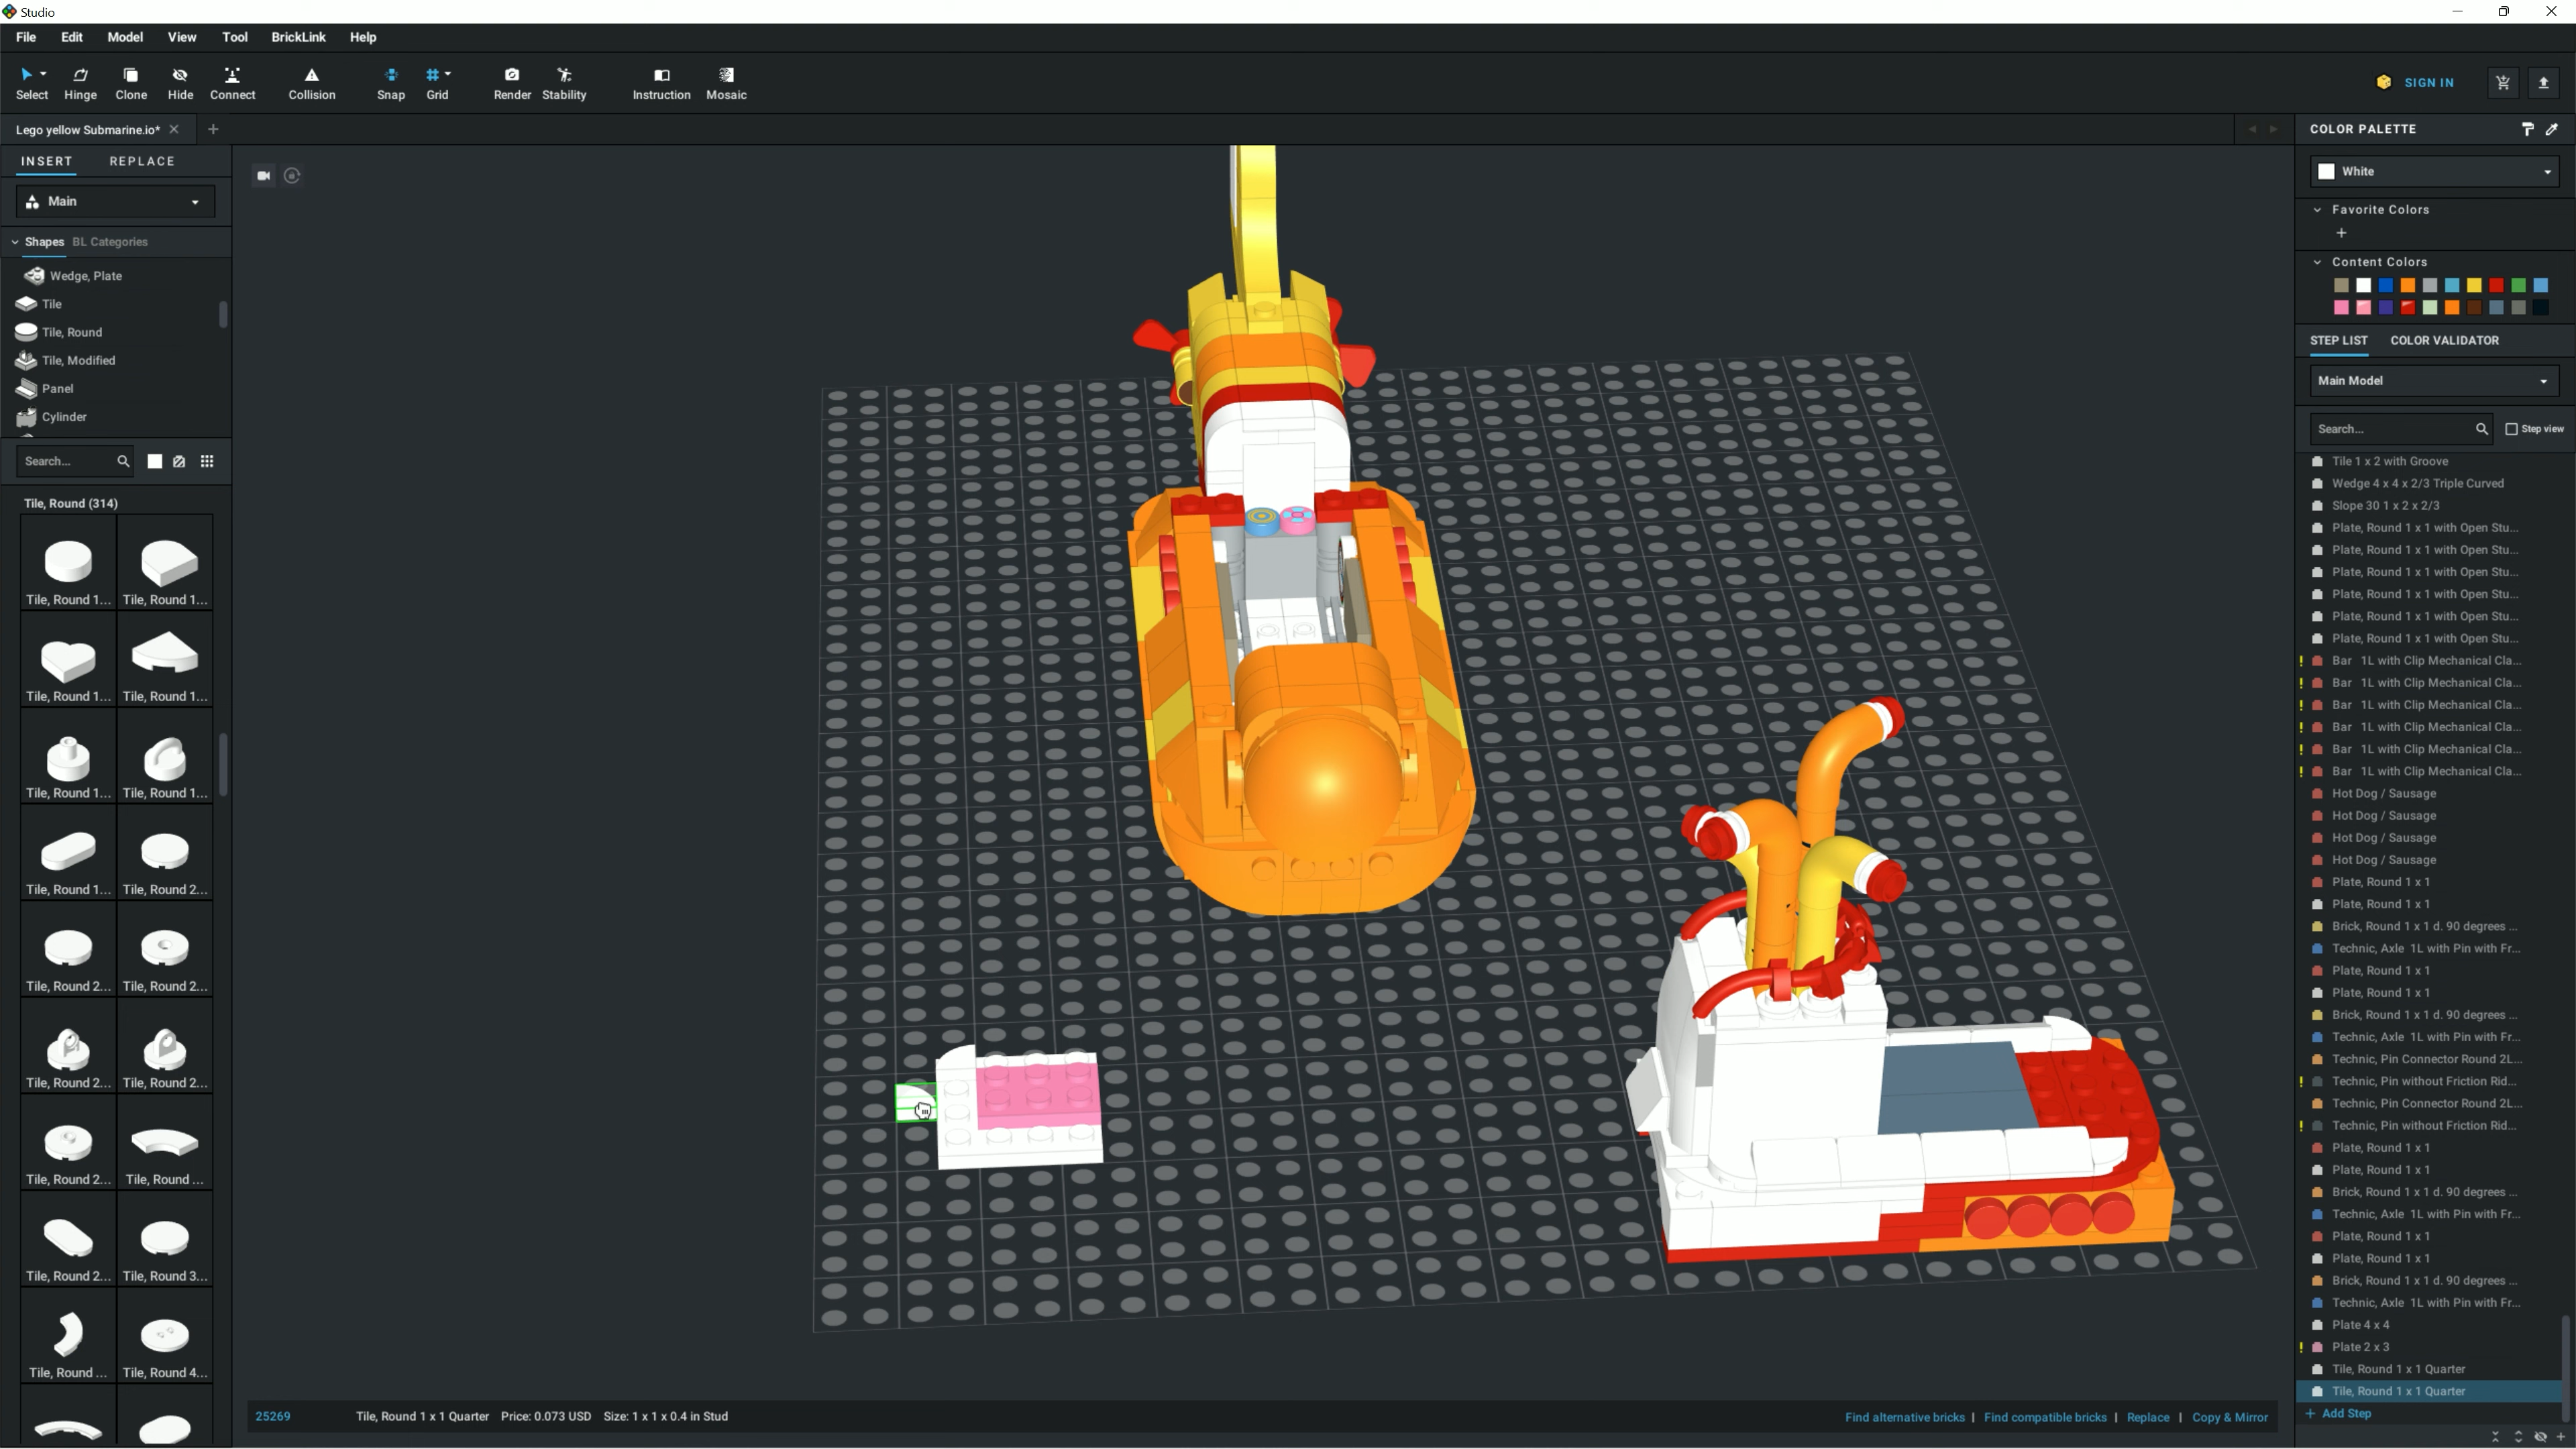 Studio
File Edit Model View Tool BrickLink Help
Select Hinge Clone Hide Connect Collision Snap Grid Render Stability Instruction Mosaic
SIGN IN
Lego yellow Submarine.io*
INSERT REPLACE
Main
Shapes BL Categories
Wedge, Plate
Tile
Tile, Round
Tile, Modified
Panel
Cylinder
Search...
Tile, Round (314)
Tile, Round 1... Tile, Round 1...
Tile, Round 1... Tile, Round 1...
Tile, Round 1... Tile, Round 1...
Tile, Round 1... Tile, Round 2...
Tile, Round 2... Tile, Round 2...
Tile, Round 2... Tile, Round 2...
Tile, Round 2... Tile, Round ...
Tile, Round 2... Tile, Round 3...
Tile, Round ... Tile, Round 4...
25269 Tile, Round 1 x 1 Quarter Price: 0.073 USD Size: 1 x 1 x 0.4 in Stud
Find alternative bricks | Find compatible bricks | Replace | Copy & Mirror
COLOR PALETTE
White
Favorite Colors
Content Colors
STEP LIST COLOR VALIDATOR
Main Model
Search... Step view
Tile 1 x 2 with Groove
Wedge 4 x 4 x 2/3 Triple Curved
Slope 30 1 x 2 x 2/3
Plate, Round 1 x 1 with Open Stu...
Plate, Round 1 x 1 with Open Stu...
Plate, Round 1 x 1 with Open Stu...
Plate, Round 1 x 1 with Open Stu...
Plate, Round 1 x 1 with Open Stu...
Plate, Round 1 x 1 with Open Stu...
! Bar 1L with Clip Mechanical Cla...
! Bar 1L with Clip Mechanical Cla...
! Bar 1L with Clip Mechanical Cla...
! Bar 1L with Clip Mechanical Cla...
! Bar 1L with Clip Mechanical Cla...
! Bar 1L with Clip Mechanical Cla...
Hot Dog / Sausage
Hot Dog / Sausage
Hot Dog / Sausage
Hot Dog / Sausage
Plate, Round 1 x 1
Plate, Round 1 x 1
Brick, Round 1 x 1 d. 90 degrees ...
Technic, Axle 1L with Pin with Fr...
Plate, Round 1 x 1
Plate, Round 1 x 1
Brick, Round 1 x 1 d. 90 degrees ...
Technic, Axle 1L with Pin with Fr...
Technic, Pin Connector Round 2L...
! Technic, Pin without Friction Rid...
Technic, Pin Connector Round 2L...
! Technic, Pin without Friction Rid...
Plate, Round 1 x 1
Plate, Round 1 x 1
Brick, Round 1 x 1 d. 90 degrees ...
Technic, Axle 1L with Pin with Fr...
Plate, Round 1 x 1
Plate, Round 1 x 1
Brick, Round 1 x 1 d. 90 degrees ...
Technic, Axle 1L with Pin with Fr...
Plate 4 x 4
! Plate 2 x 3
Tile, Round 1 x 1 Quarter
Tile, Round 1 x 1 Quarter
+ Add Step